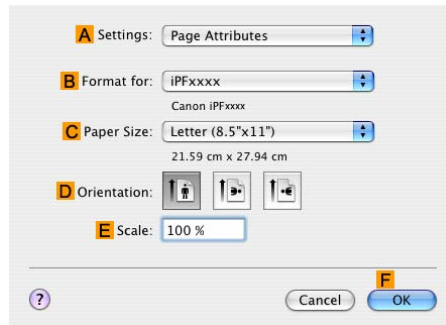 A Settings: Page Attributes
B Format for: iPFxxxx
Canon iPFxxxx
C Paper Size: Letter (8.5"x11")
21.59 cm x 27.94 cm
D Orientation:
E Scale: 100 %
F
? Cancel OK